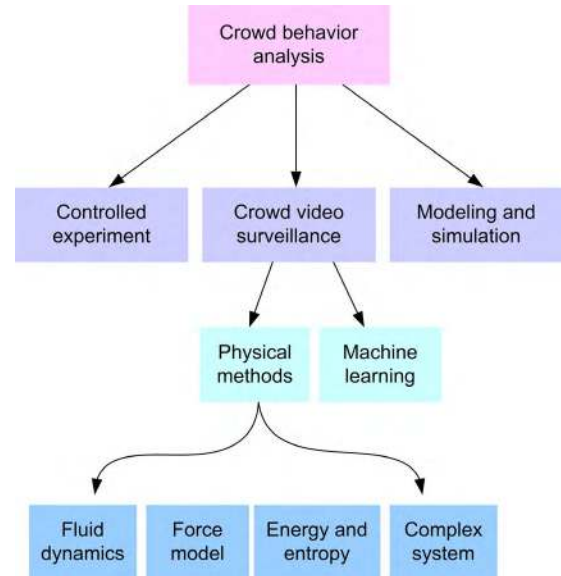 Crowd behavior
analysis
Controlled
experiment
Crowd video
surveillance
Modeling and
simulation
Physical
methods
Machine
learning
Fluid
dynamics
Force
model
Energy and
entropy
Complex
system